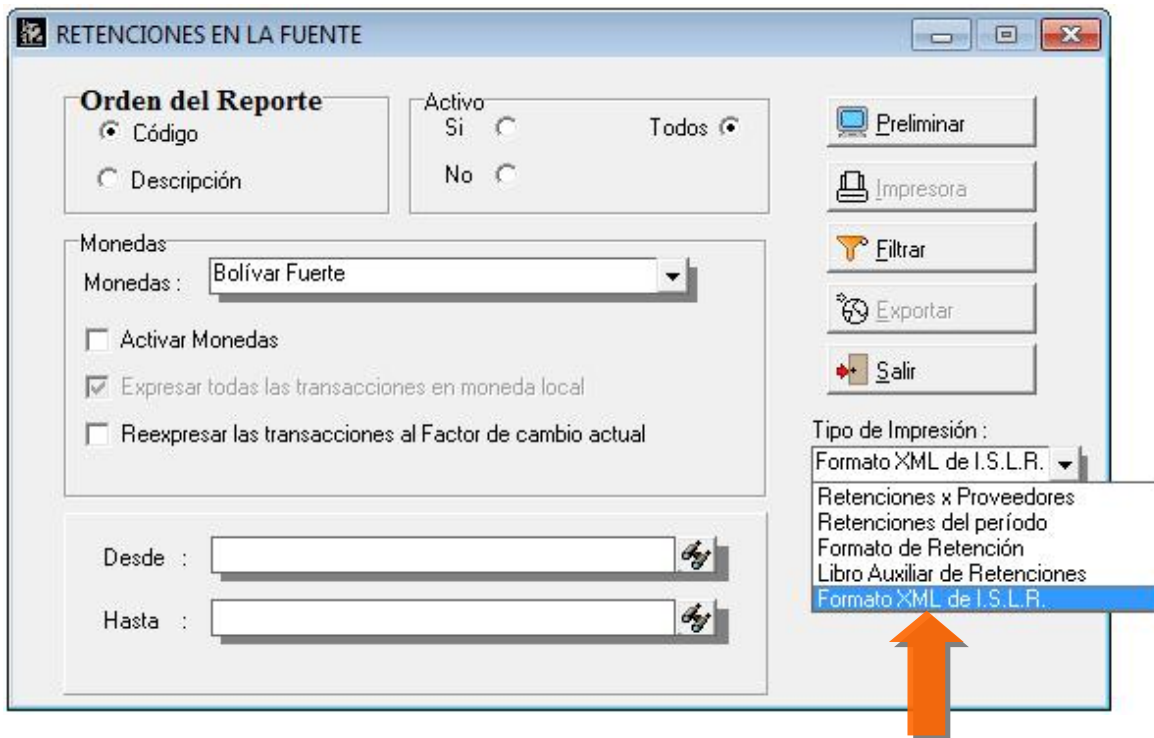 RETENCIONES EN LA FUENTE
Orden del Reporte
Código
Descripción
Activo
Si
Todos
No
Monedas
Monedas :
Bolívar Fuerte
Activar Monedas
Expresar todas las transacciones en moneda local
Reexpresar las transacciones al Factor de cambio actual
Desde :
Hasta :
Preliminar
Impresora
Filtrar
Exportar
Salir
Tipo de Impresión :
Formato XML de I.S.L.R.
Retenciones x Proveedores
Retenciones del período
Formato de Retención
Libro Auxiliar de Retenciones
Formato XML de I.S.L.R.